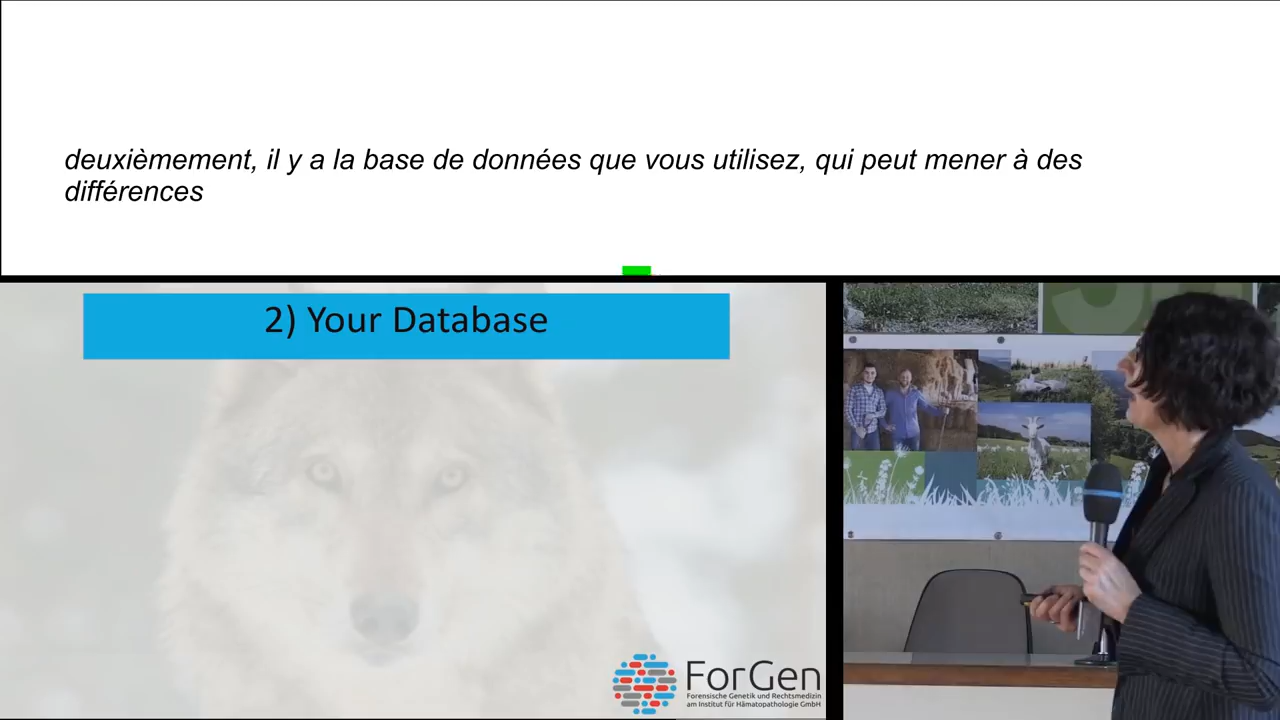 deuxièmement, il y a la base de données que vous utilisez, qui peut mener à des
différences
2) Your Database
ForGen
Forensische Genetik und Rechtsmedizin
am Institut für Hämatopathologie GmbH